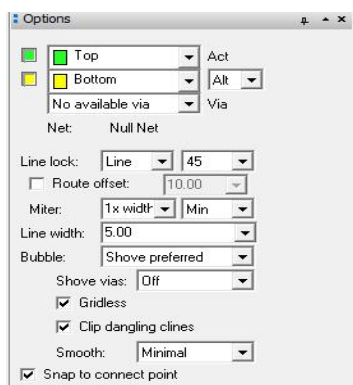 Options
Top Act
Bottom Alt
No available via Via
Net: Null Net
Line lock: Line 45
Route offset: 10.00
Miter: 1x width Min
Line width: 5.00
Bubble: Shove preferred
Shove vias: Off
Gridless
Clip dangling clines
Smooth: Minimal
Snap to connect point